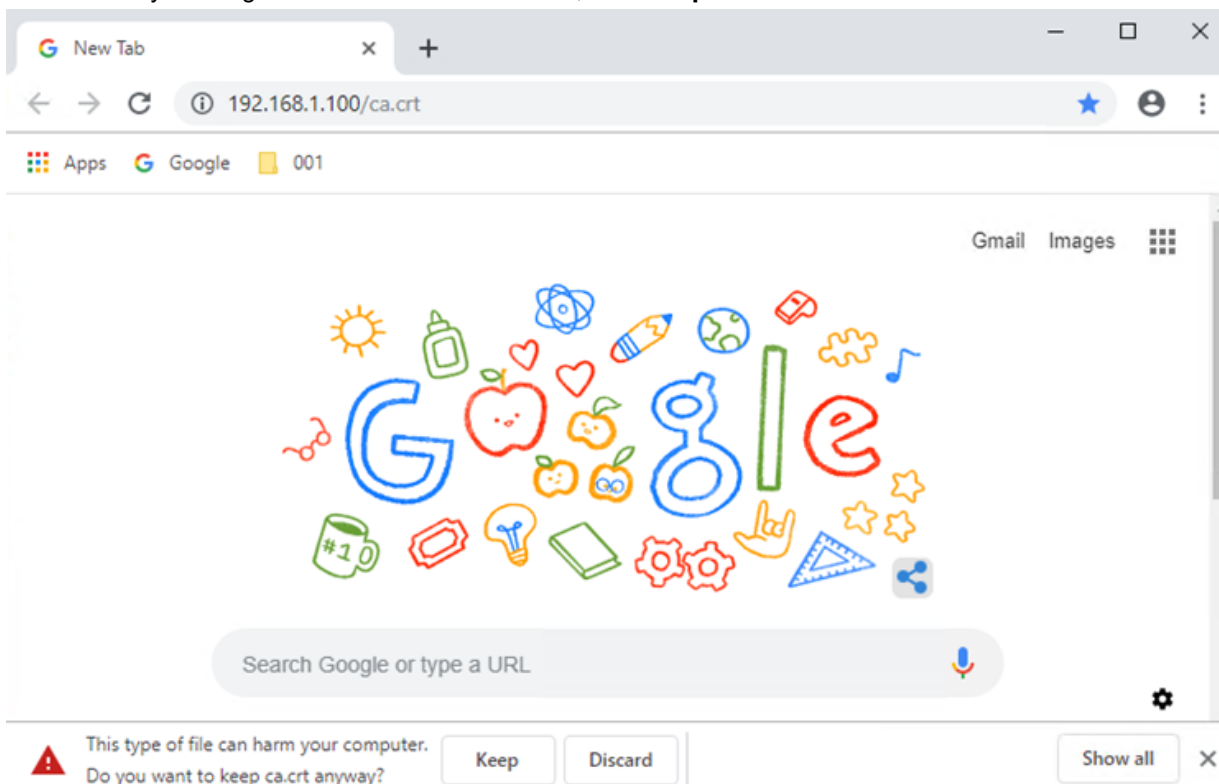 New Tab
192.168.1.100/ca.crt
Apps Google 001
Gmail Images
Google
#10
Search Google or type a URL
This type of file can harm your computer.
Do you want to keep ca.crt anyway?
Keep Discard Show all